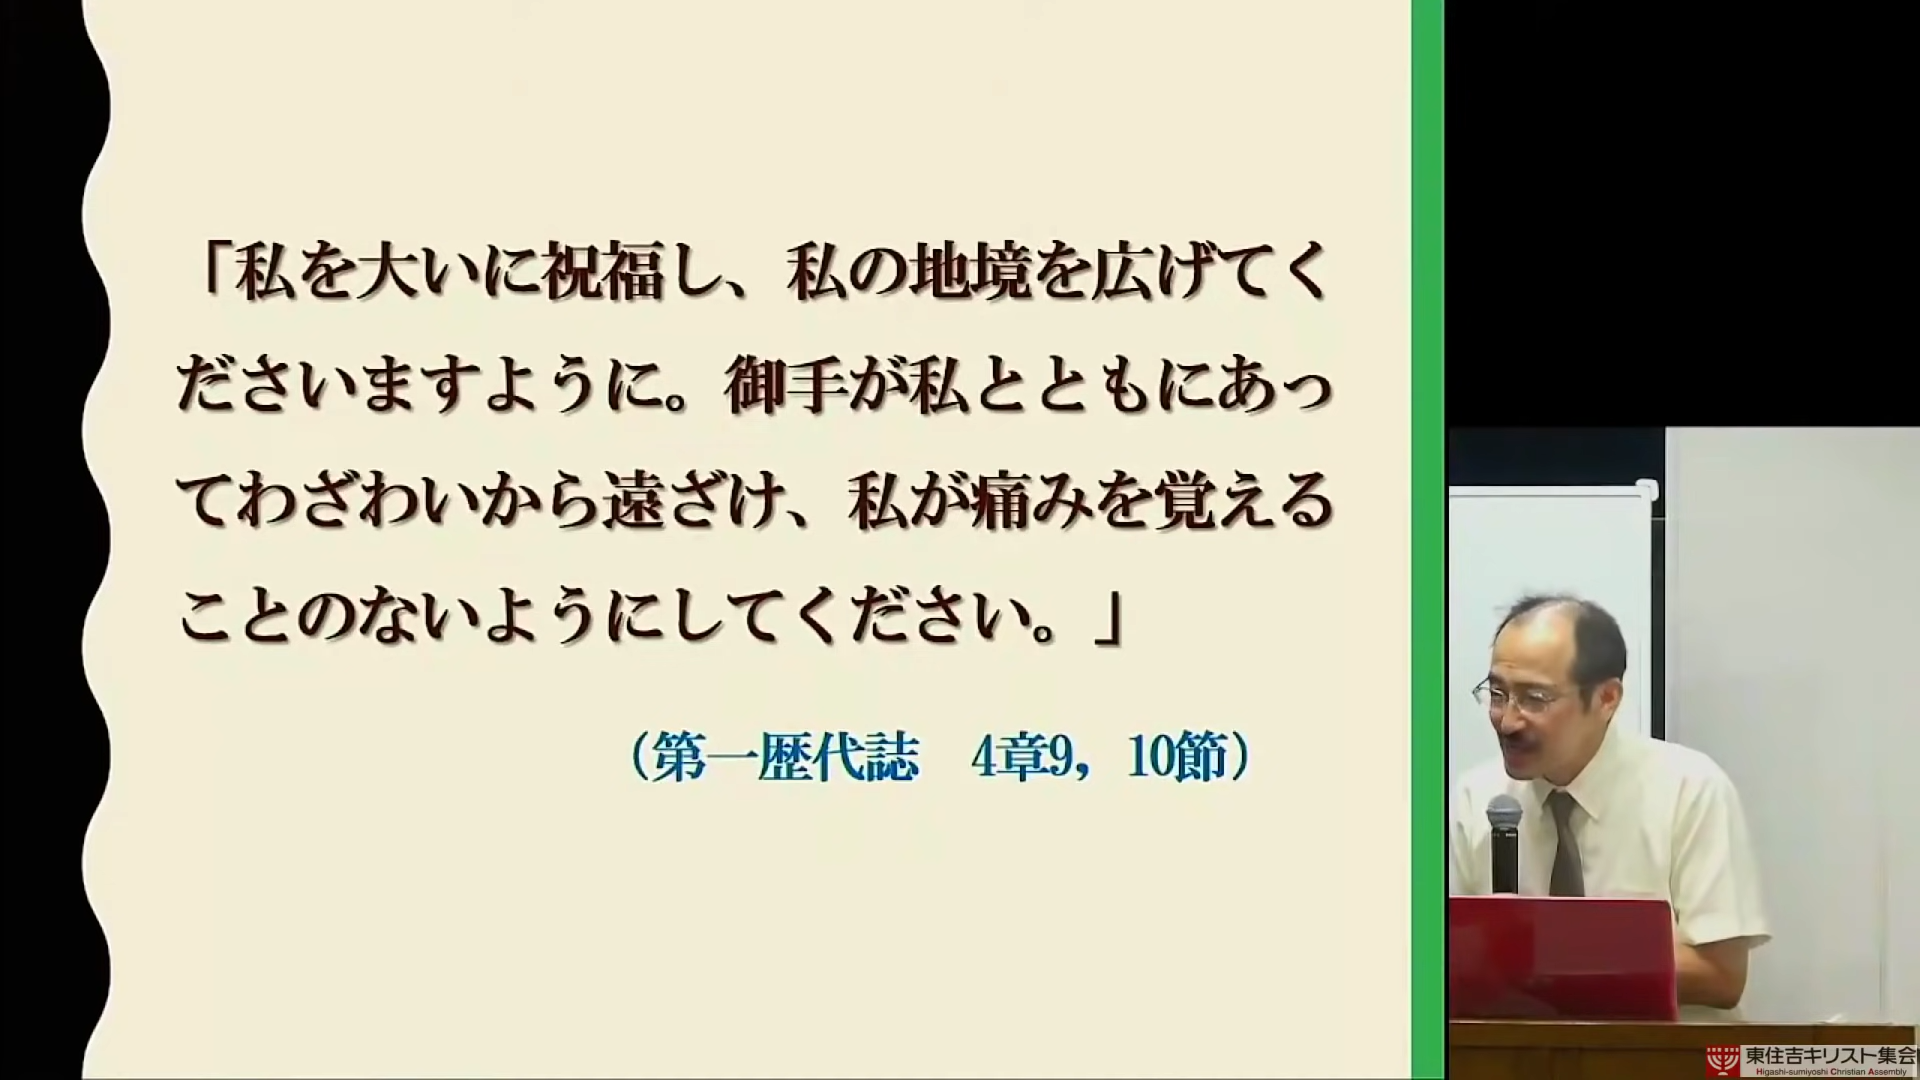 「私を大いに祝福し、私の地境を広げてく
ださいますように。御手が私とともにあっ
てわざわいから遠ざけ、私が痛みを覚える
ことのないようにしてください。」
（第一歴代誌　4章9，10節）
東住吉キリスト集会
Higashi-sumiyoshi Christian Assembly